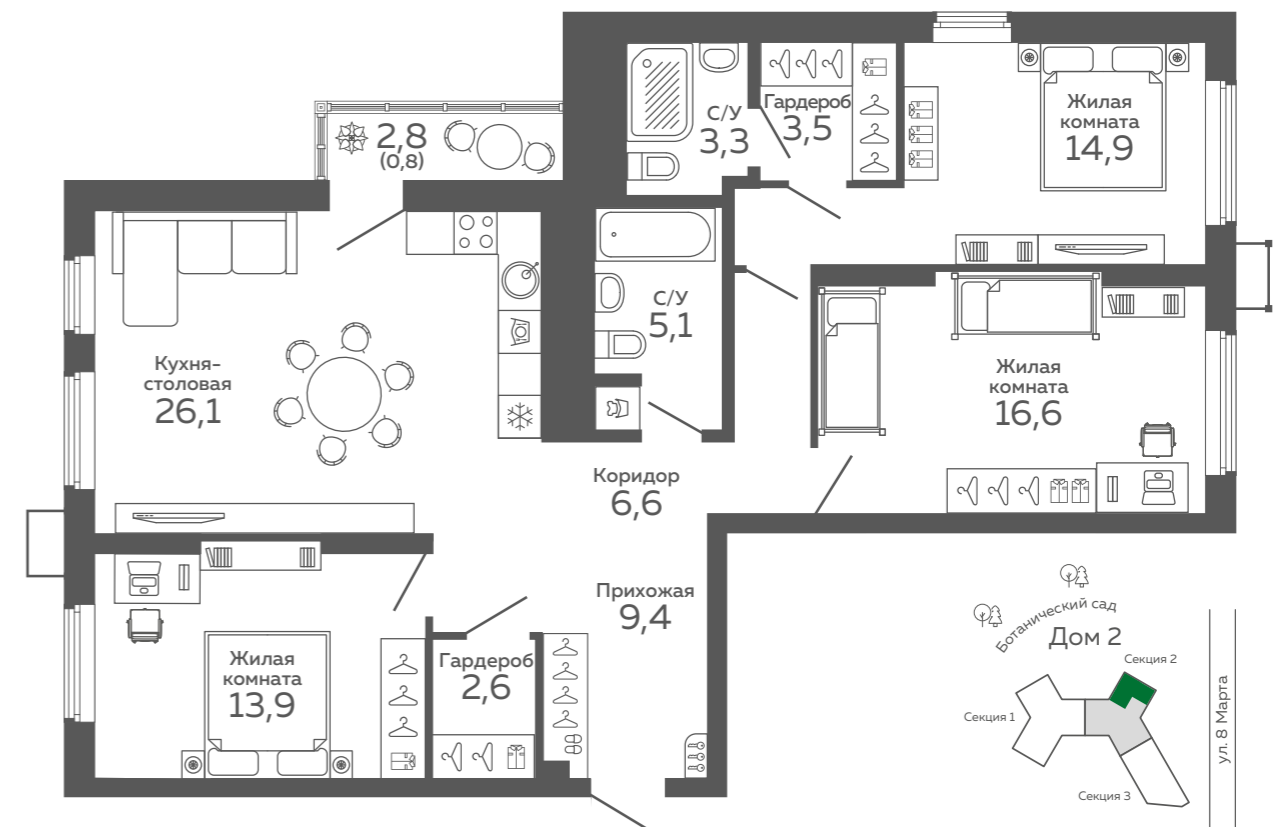 2,8
(0,8)
С/У
3,3
Гардероб
3,5
Жилая
комната
14,9
Кухня-
столовая
26,1
С/У
5,1
Жилая
комната
16,6
Коридор
6,6
Прихожая
9,4
Жилая
комната
13,9
Гардероб
2,6
Ботанический сад
Дом 2
Секция 2
Секция 1
Секция 3
ул. 8 Марта